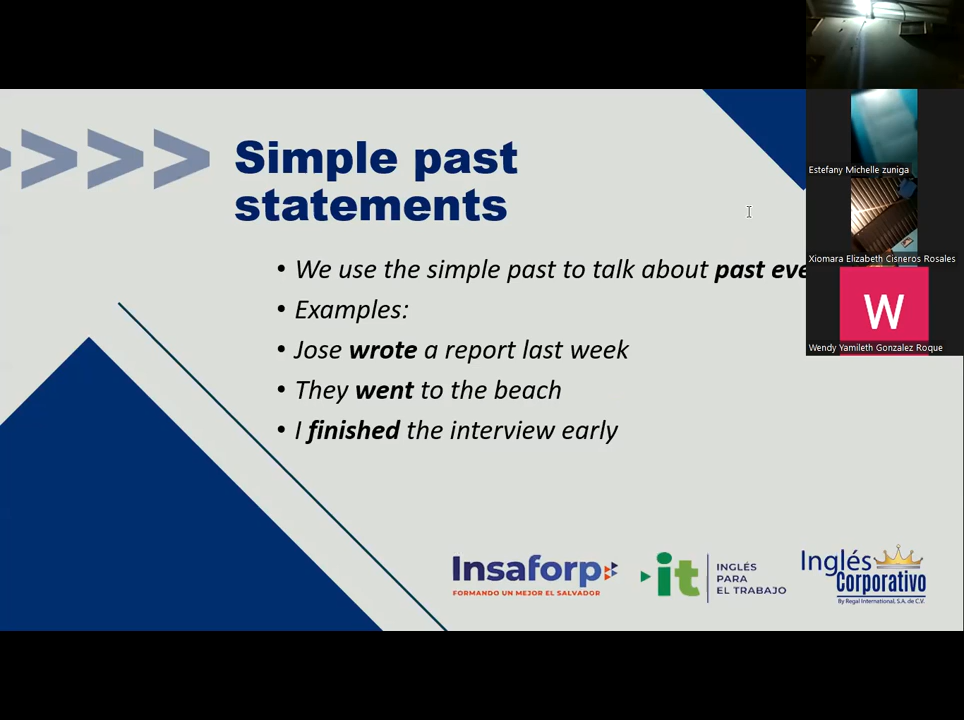 Simple past
statements
• We use the simple past to talk about past eve
• Examples:
• Jose wrote a report last week
• They went to the beach
• I finished the interview early
Estefany Michelle zuniga
Xiomara Elizabeth Cisneros Rosales
W
Wendy Yamileth Gonzalez Roque
Insaforp
FORMANDO UN MEJOR EL SALVADOR
it
INGLÉS
PARA
EL TRABAJO
Inglés
Corporativo
By Regal International, S.A. de C.V.